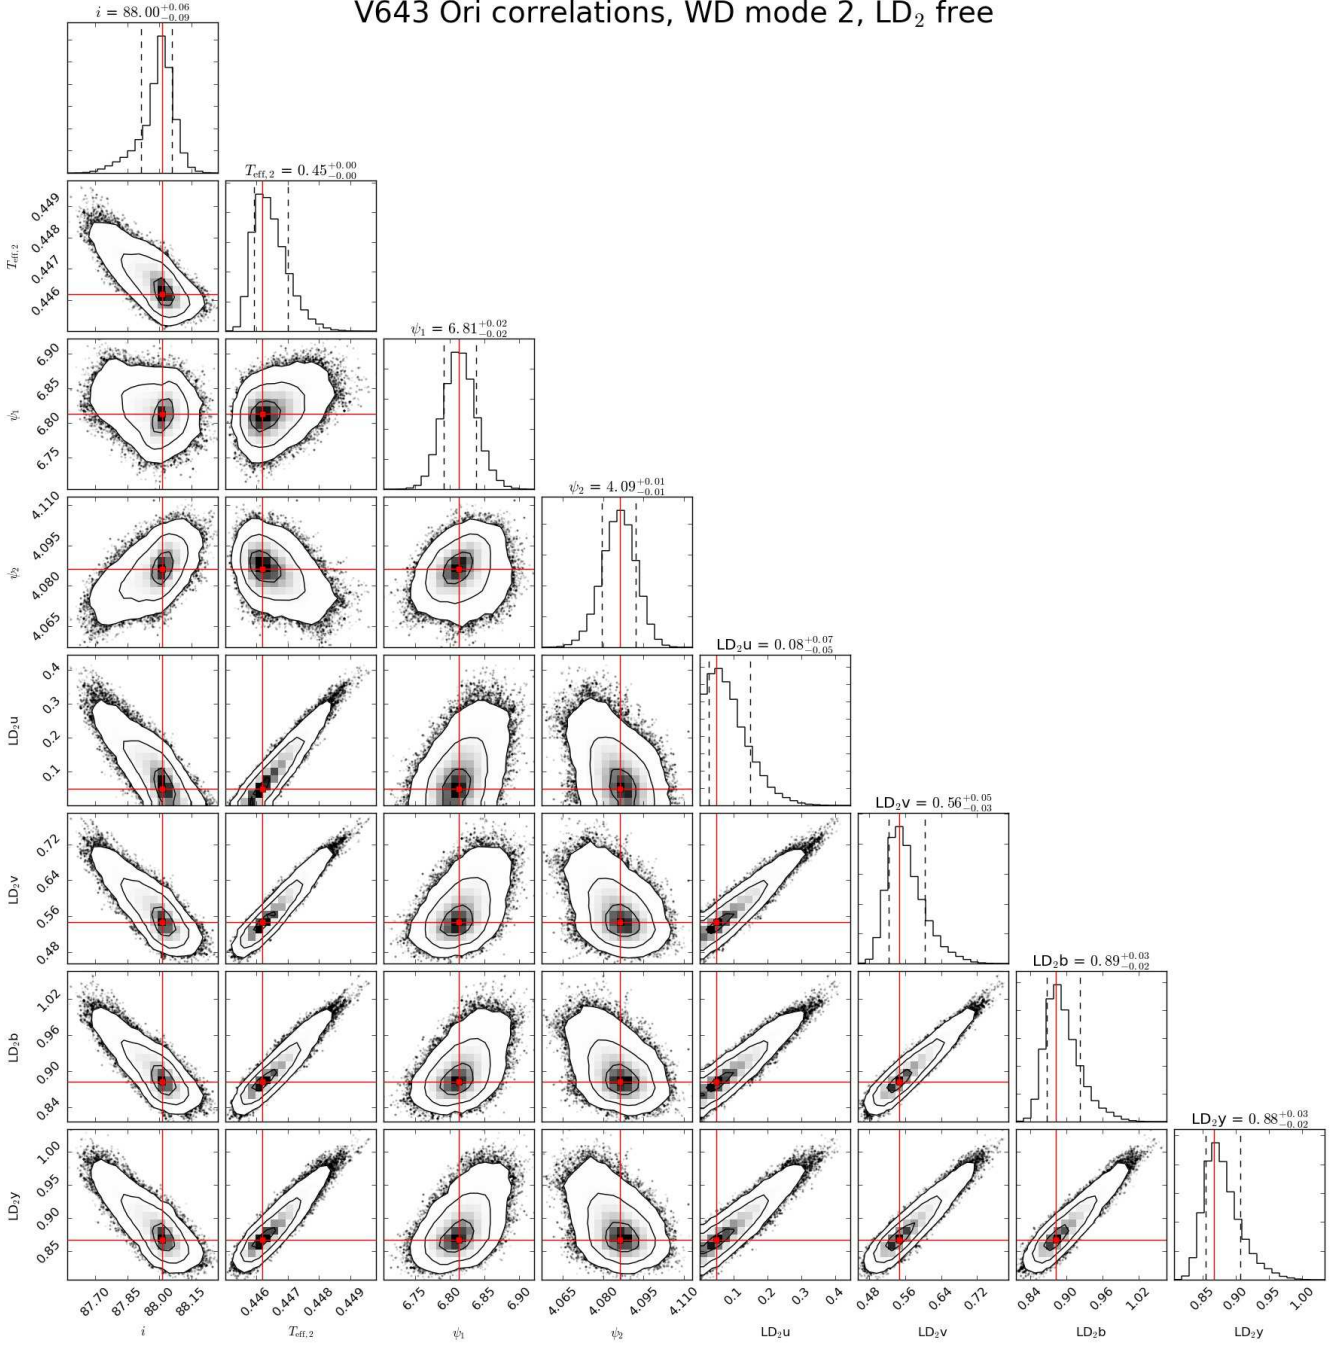 V643 Ori correlations, WD mode 2, LD₂ free
i = 88.00 +0.06 −0.09
T eff,2 = 0.45 +0.00 −0.00
0.449
0.448
0.447
0.446
T eff,2
ψ₁ = 6.81 +0.02 −0.02
6.90
6.85
6.80
6.75
ψ₁
ψ₂ = 4.09 +0.01 −0.01
4.110
4.095
4.080
4.065
ψ₂
LD₂u = 0.08 +0.07 −0.05
0.4
0.3
0.2
0.1
LD₂u
LD₂v = 0.56 +0.05 −0.03
0.72
0.64
0.56
0.48
LD₂v
LD₂b = 0.89 +0.03 −0.02
1.02
0.96
0.90
0.84
LD₂b
LD₂y = 0.88 +0.03 −0.02
1.00
0.95
0.90
0.85
LD₂y
87.70 87.85 88.00 88.15 0.446 0.447 0.448 0.449 6.75 6.80 6.85 6.90 4.065 4.080 4.095 4.110 0.1 0.2 0.3 0.4 0.48 0.56 0.64 0.72 0.84 0.90 0.96 1.02 0.85 0.90 0.95 1.00
i T eff,2 ψ₁ ψ₂ LD₂u LD₂v LD₂b LD₂y